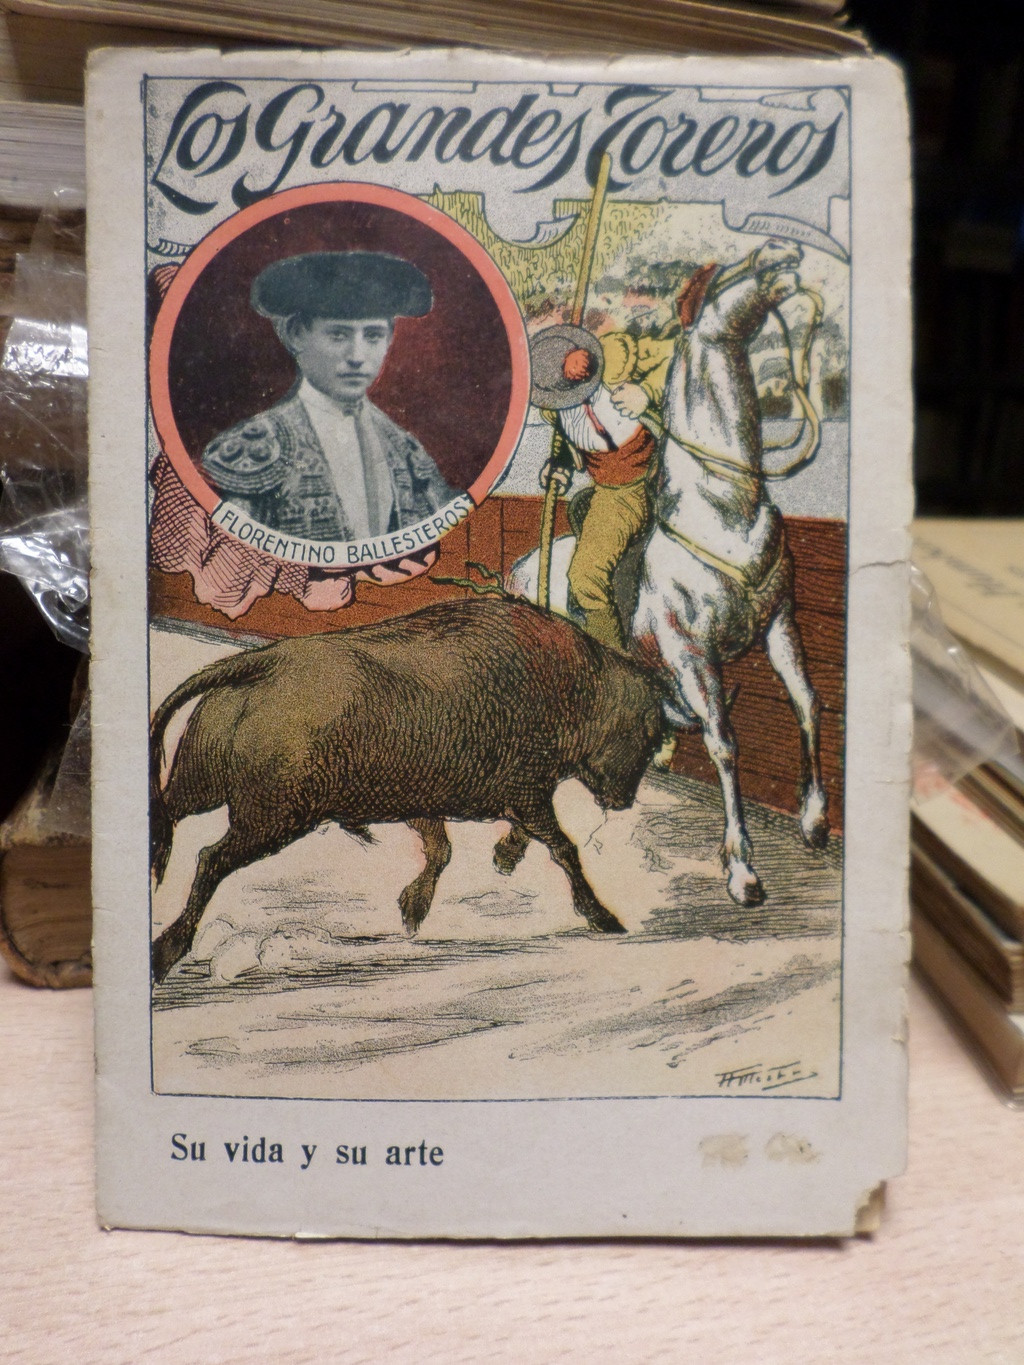 Los Grandes Toreros
FLORENTINO BALLESTEROS
Su vida y su arte